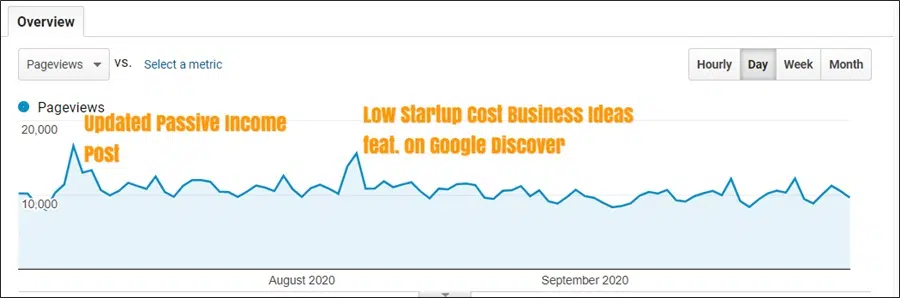 Overview
Pageviews vs. Select a metric
Hourly Day Week Month
Pageviews
20,000
Updated Passive Income
Post
Low Startup Cost Business Ideas
feat. on Google Discover
10,000
August 2020 September 2020